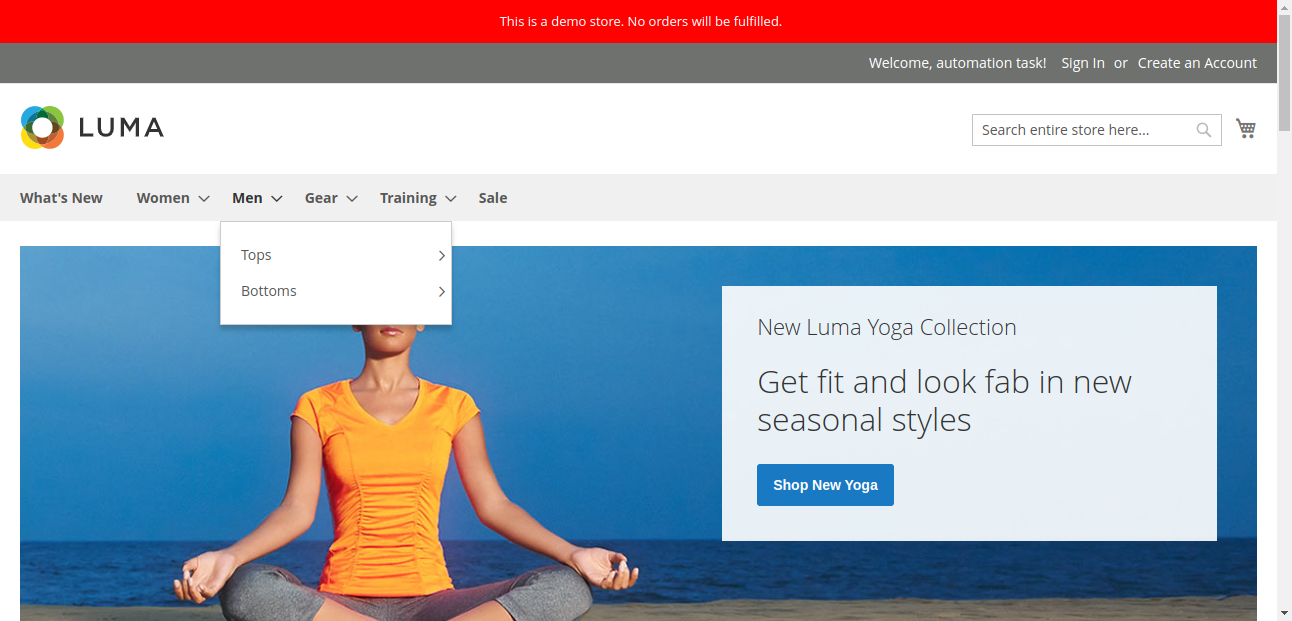 This is a demo store. No orders will be fulfilled.
Welcome, automation task! Sign In or Create an Account
LUMA
Search entire store here...
What's New Women Men Gear Training Sale
Tops
Bottoms
New Luma Yoga Collection
Get fit and look fab in new
seasonal styles
Shop New Yoga